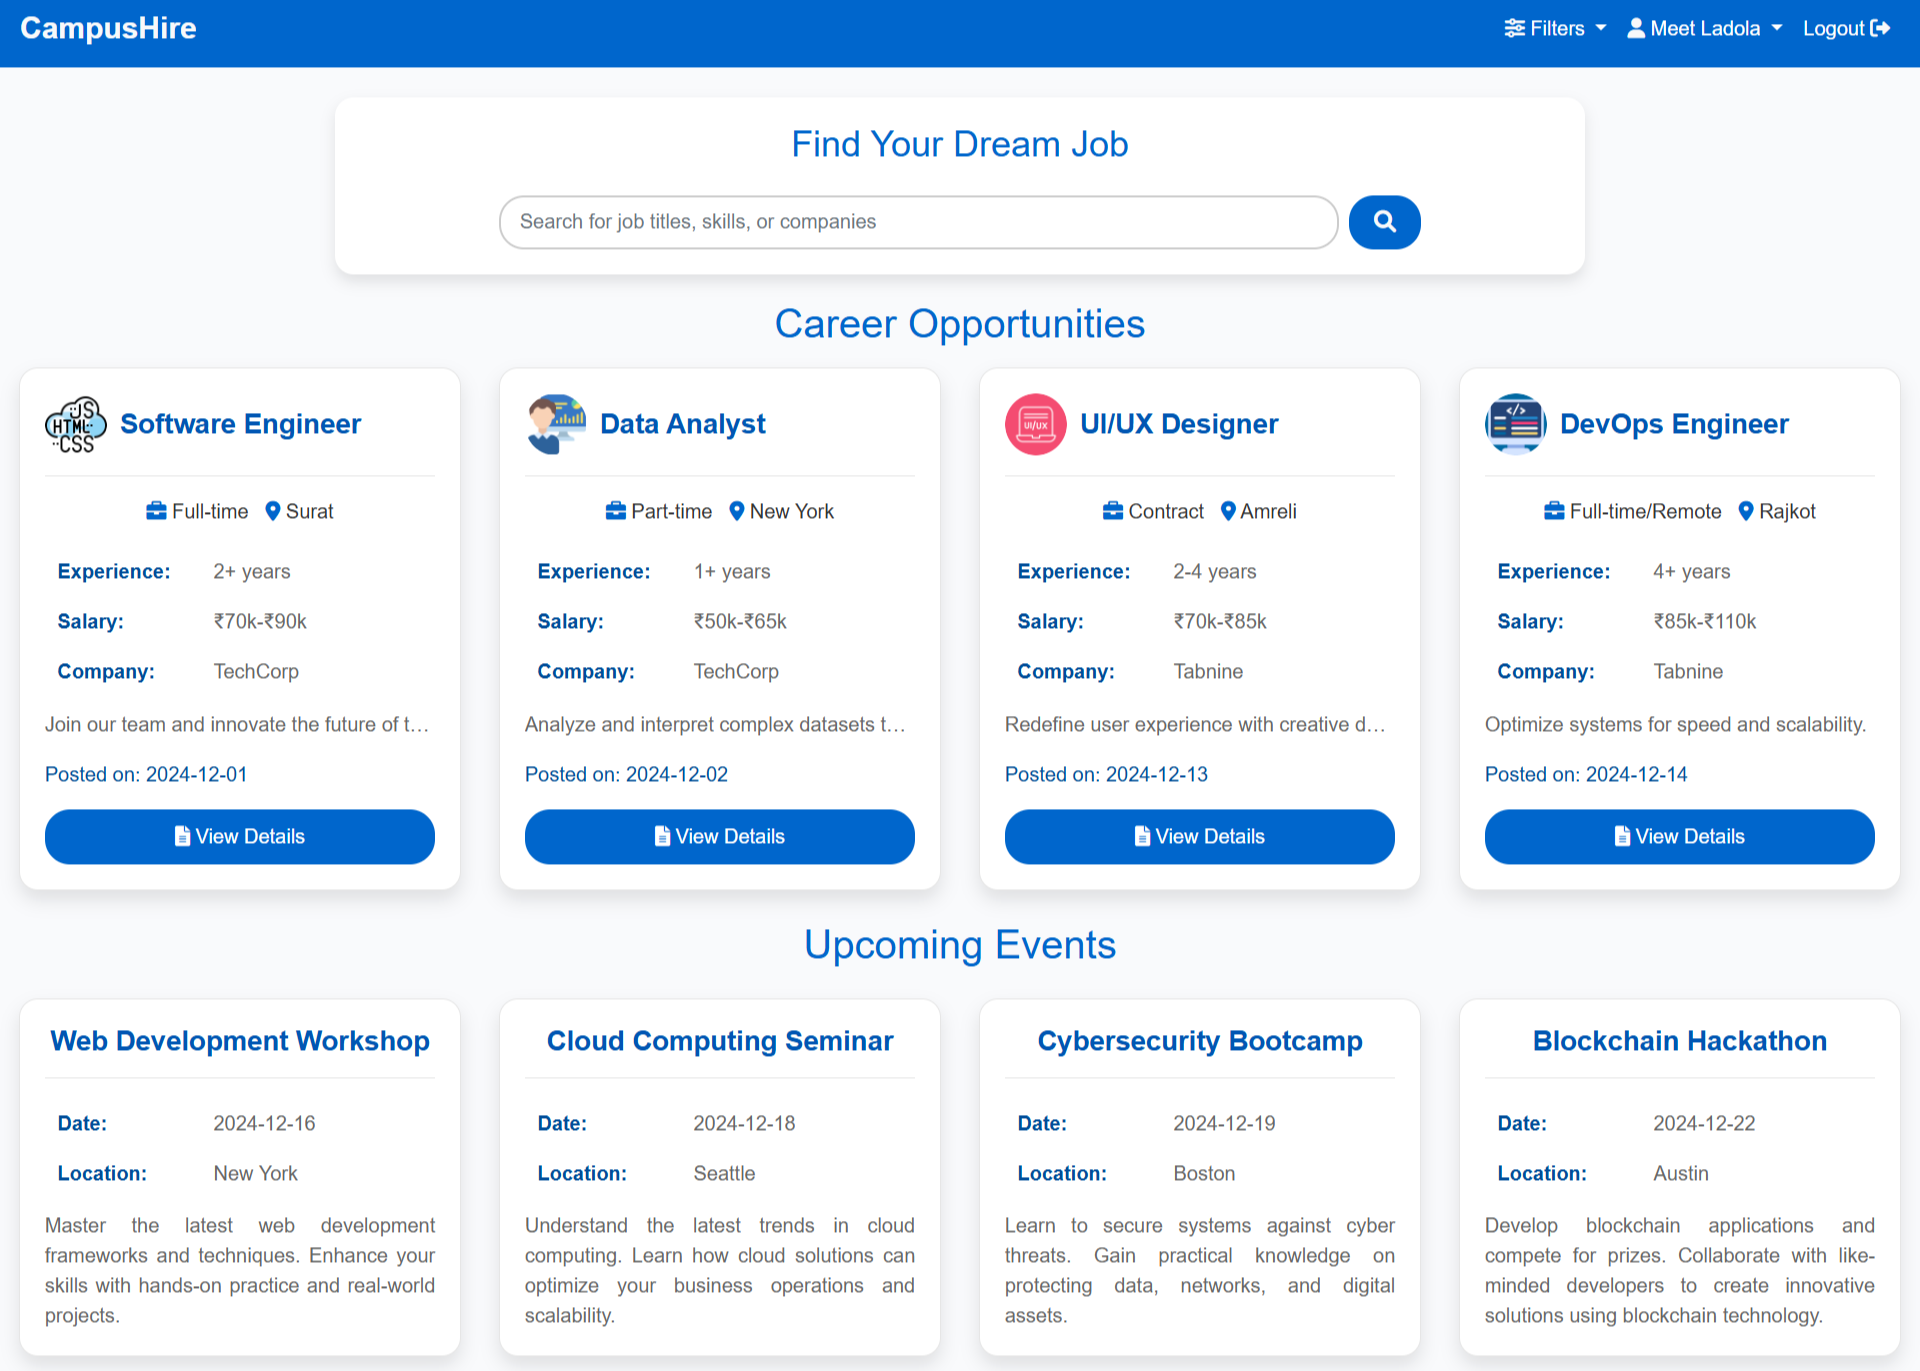 CampusHire
Filters
Meet Ladola
Logout
Find Your Dream Job
Search for job titles, skills, or companies
Career Opportunities
JS
HTML
CSS
Software Engineer
Full-time
Surat
Experience: 2+ years
Salary: ₹70k-₹90k
Company: TechCorp
Join our team and innovate the future of t…
Posted on: 2024-12-01
View Details
Data Analyst
Part-time
New York
Experience: 1+ years
Salary: ₹50k-₹65k
Company: TechCorp
Analyze and interpret complex datasets t…
Posted on: 2024-12-02
View Details
UI/UX
UI/UX Designer
Contract
Amreli
Experience: 2-4 years
Salary: ₹70k-₹85k
Company: Tabnine
Redefine user experience with creative d…
Posted on: 2024-12-13
View Details
</>
DevOps Engineer
Full-time/Remote
Rajkot
Experience: 4+ years
Salary: ₹85k-₹110k
Company: Tabnine
Optimize systems for speed and scalability.
Posted on: 2024-12-14
View Details
Upcoming Events
Web Development Workshop
Date: 2024-12-16
Location: New York
Master the latest web development
frameworks and techniques. Enhance your
skills with hands-on practice and real-world
projects.
Cloud Computing Seminar
Date: 2024-12-18
Location: Seattle
Understand the latest trends in cloud
computing. Learn how cloud solutions can
optimize your business operations and
scalability.
Cybersecurity Bootcamp
Date: 2024-12-19
Location: Boston
Learn to secure systems against cyber
threats. Gain practical knowledge on
protecting data, networks, and digital
assets.
Blockchain Hackathon
Date: 2024-12-22
Location: Austin
Develop blockchain applications and
compete for prizes. Collaborate with like-
minded developers to create innovative
solutions using blockchain technology.